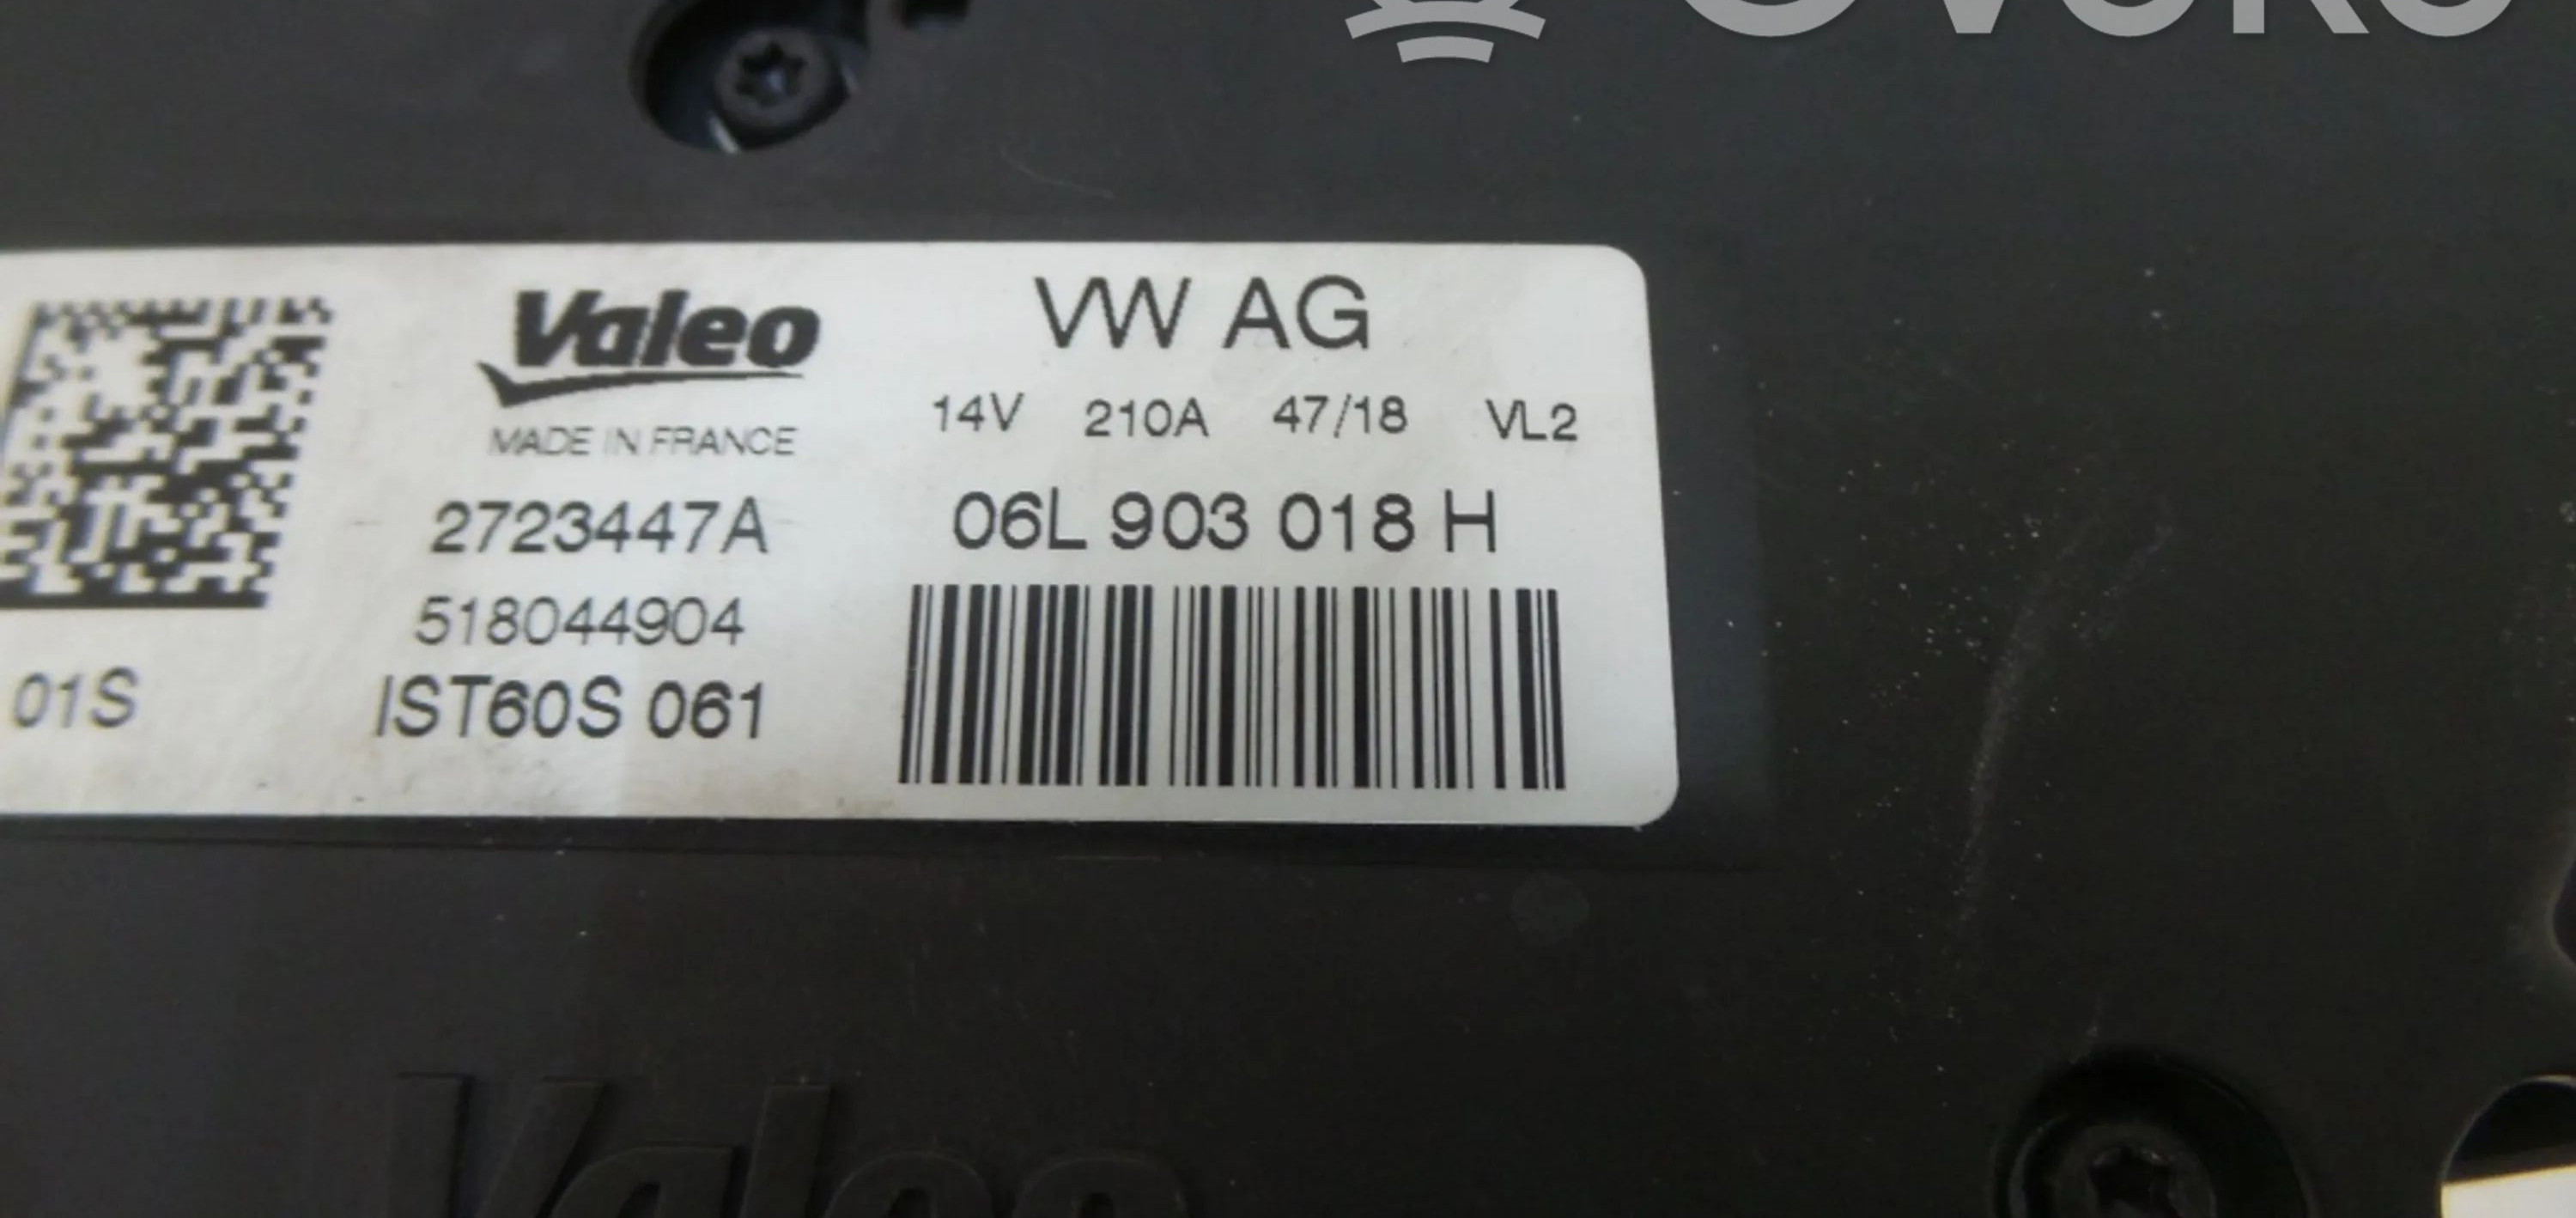 Valeo
MADE IN FRANCE
2723447A
518044904
IST60S 061
01S
VW AG
14V 210A 47/18 VL2
06L 903 018 H
Valeo